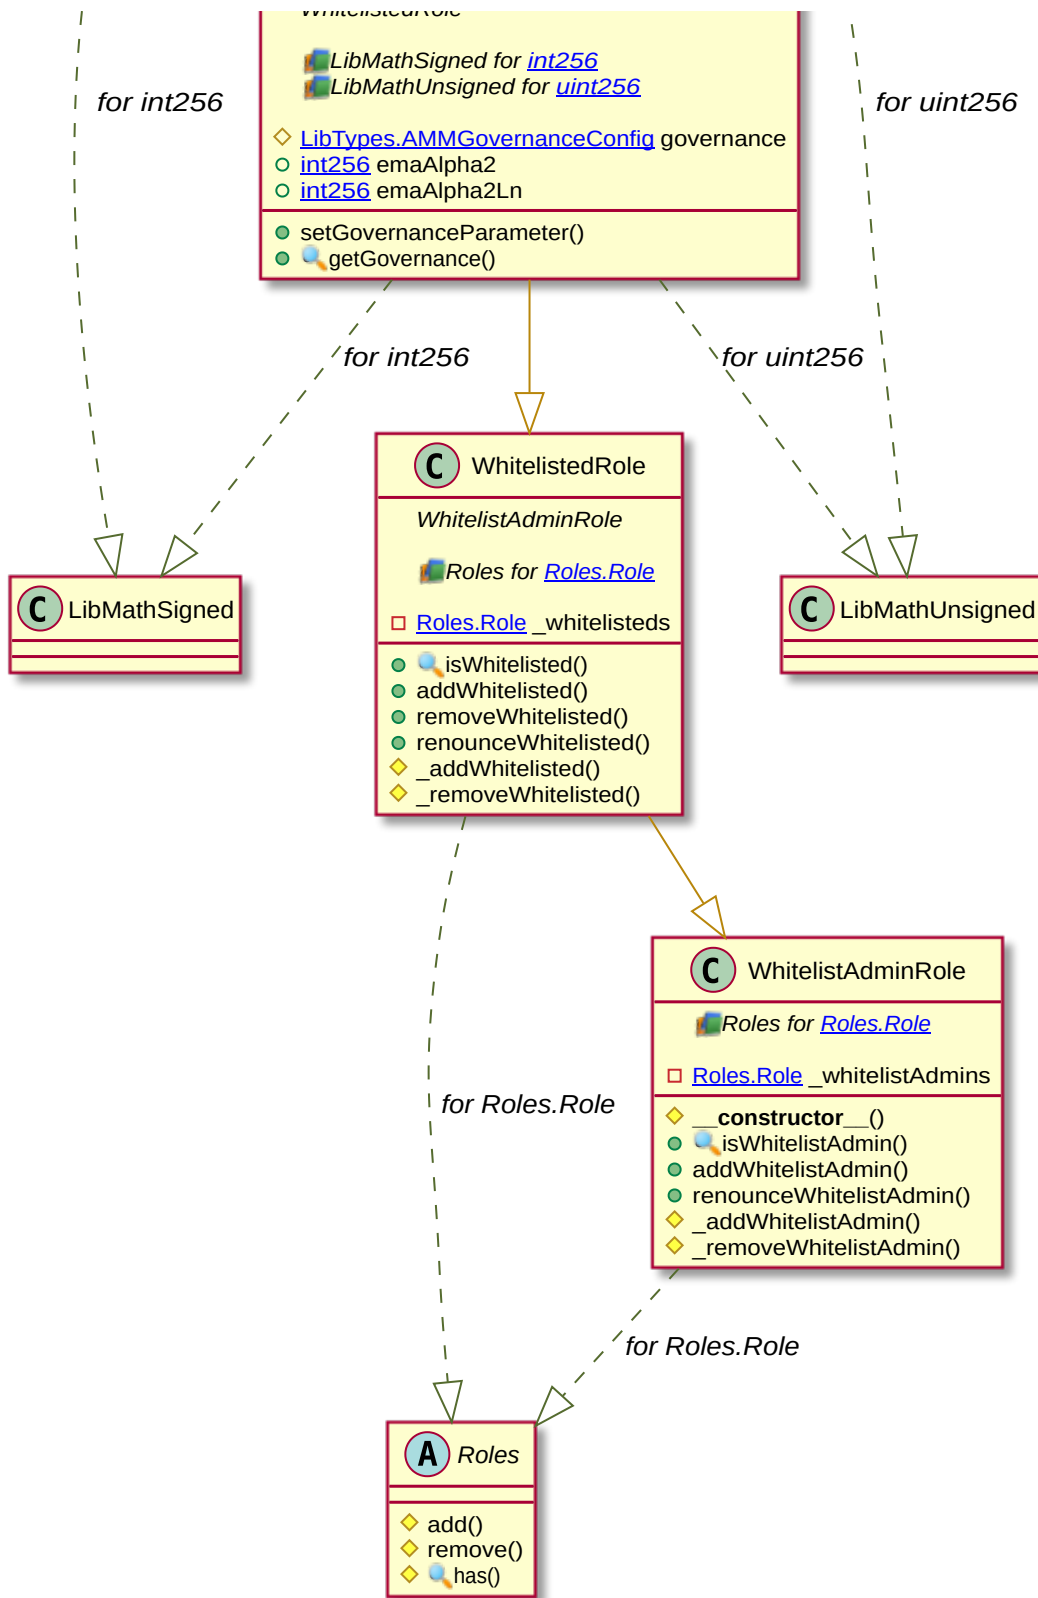 WhitelistedRole
LibMathSigned for int256
LibMathUnsigned for uint256
for int256
for uint256
LibTypes.AMMGovernanceConfig governance
int256 emaAlpha2
int256 emaAlpha2Ln
setGovernanceParameter()
getGovernance()
for int256
for uint256
C WhitelistedRole
WhitelistAdminRole
Roles for Roles.Role
Roles.Role _whitelisteds
C LibMathSigned
C LibMathUnsigned
isWhitelisted()
addWhitelisted()
removeWhitelisted()
renounceWhitelisted()
_addWhitelisted()
_removeWhitelisted()
C WhitelistAdminRole
Roles for Roles.Role
Roles.Role _whitelistAdmins
for Roles.Role
__constructor__()
isWhitelistAdmin()
addWhitelistAdmin()
renounceWhitelistAdmin()
_addWhitelistAdmin()
_removeWhitelistAdmin()
for Roles.Role
A Roles
add()
remove()
has()